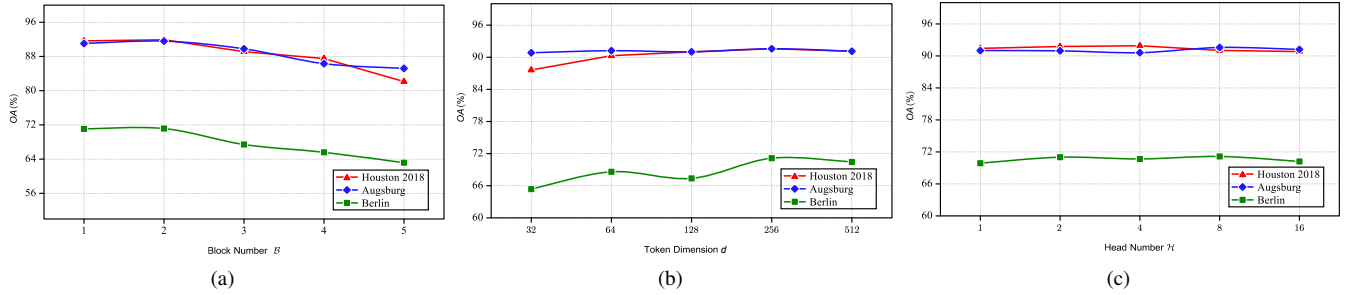 96
88
80
72
64
56
OA (%)
1 2 3 4 5
Block Number B
Houston 2018
Augsburg
Berlin
(a)
96
90
84
78
72
66
60
OA (%)
32 64 128 256 512
Token Dimension d
Houston 2018
Augsburg
Berlin
(b)
96
90
84
78
72
66
60
OA (%)
1 2 4 8 16
Head Number H
Houston 2018
Augsburg
Berlin
(c)